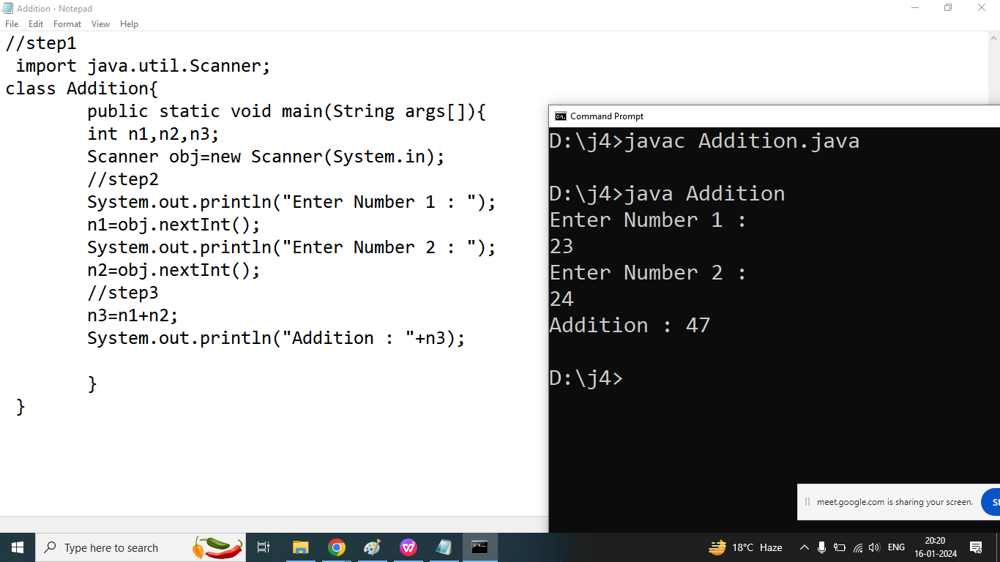 Addition - Notepad
File Edit Format View Help
//step1
import java.util.Scanner;
class Addition{
public static void main(String args[]){
int n1,n2,n3;
Scanner obj=new Scanner(System.in);
//step2
System.out.println("Enter Number 1 : ");
n1=obj.nextInt();
System.out.println("Enter Number 2 : ");
n2=obj.nextInt();
//step3
n3=n1+n2;
System.out.println("Addition : "+n3);
}
}
Command Prompt
D:\j4>javac Addition.java
D:\j4>java Addition
Enter Number 1 :
23
Enter Number 2 :
24
Addition : 47
D:\j4>
meet.google.com is sharing your screen.
Type here to search
18°C Haze
ENG
20:20
16-01-2024